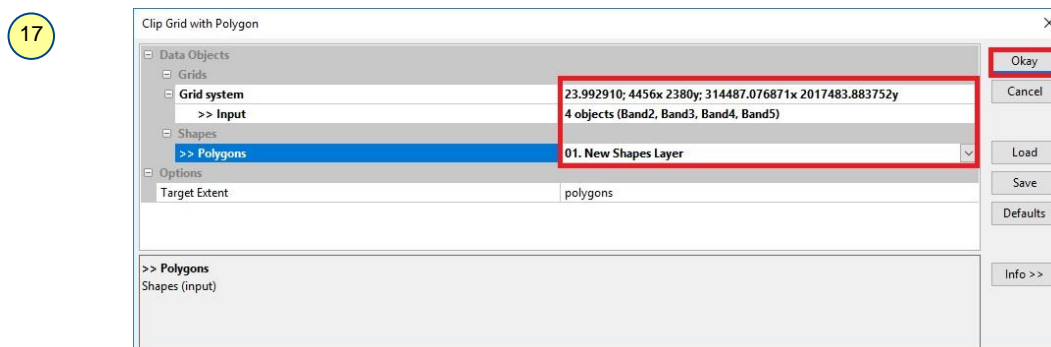 17
Clip Grid with Polygon
Data Objects
Grids
Grid system 23.992910; 4456x 2380y; 314487.076871x 2017483.883752y
>> Input 4 objects (Band2, Band3, Band4, Band5)
Shapes
>> Polygons 01. New Shapes Layer
Options
Target Extent polygons
Okay
Cancel
Load
Save
Defaults
>> Polygons
Shapes (input)
Info >>